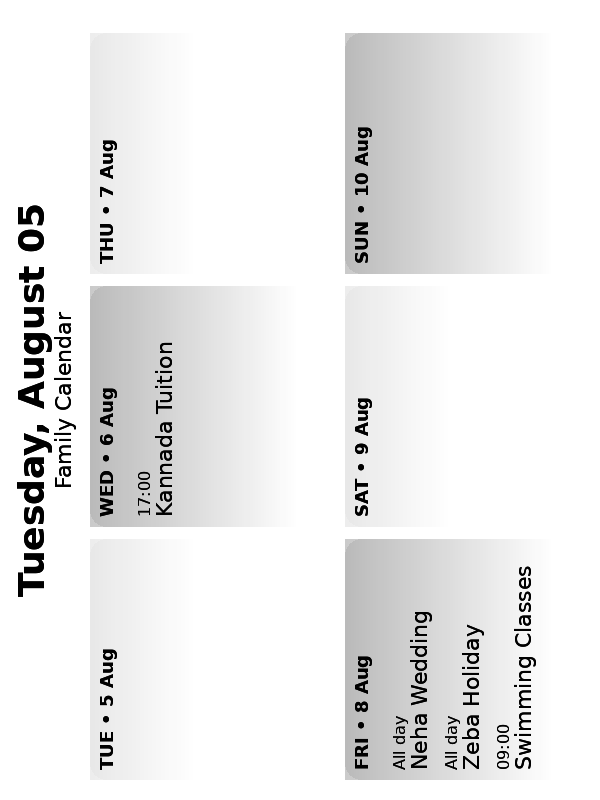 Tuesday, August 05
Family Calendar
TUE • 5 Aug
WED • 6 Aug
17:00
Kannada Tuition
THU • 7 Aug
FRI • 8 Aug
All day
Neha Wedding
All day
Zeba Holiday
09:00
Swimming Classes
SAT • 9 Aug
SUN • 10 Aug